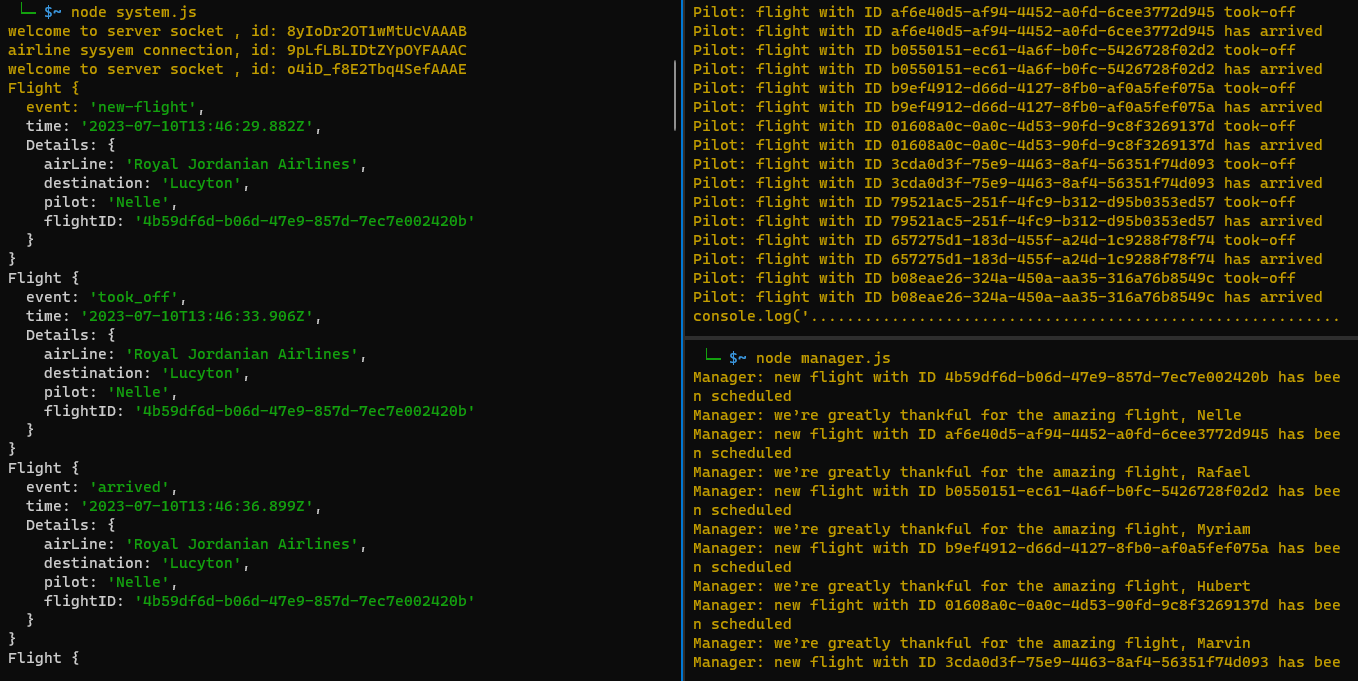 $~ node system.js
welcome to server socket , id: 8yIoDr2OT1wMtUcVAAAB
airline sysyem connection, id: 9pLfLBLIDtZYpOYFAAAC
welcome to server socket , id: o4iD_f8E2Tbq4SefAAAE
Flight {
  event: 'new-flight',
  time: '2023-07-10T13:46:29.882Z',
  Details: {
    airLine: 'Royal Jordanian Airlines',
    destination: 'Lucyton',
    pilot: 'Nelle',
    flightID: '4b59df6d-b06d-47e9-857d-7ec7e002420b'
  }
}
Flight {
  event: 'took_off',
  time: '2023-07-10T13:46:33.906Z',
  Details: {
    airLine: 'Royal Jordanian Airlines',
    destination: 'Lucyton',
    pilot: 'Nelle',
    flightID: '4b59df6d-b06d-47e9-857d-7ec7e002420b'
  }
}
Flight {
  event: 'arrived',
  time: '2023-07-10T13:46:36.899Z',
  Details: {
    airLine: 'Royal Jordanian Airlines',
    destination: 'Lucyton',
    pilot: 'Nelle',
    flightID: '4b59df6d-b06d-47e9-857d-7ec7e002420b'
  }
}
Flight {
Pilot: flight with ID af6e40d5-af94-4452-a0fd-6cee3772d945 took-off
Pilot: flight with ID af6e40d5-af94-4452-a0fd-6cee3772d945 has arrived
Pilot: flight with ID b0550151-ec61-4a6f-b0fc-5426728f02d2 took-off
Pilot: flight with ID b0550151-ec61-4a6f-b0fc-5426728f02d2 has arrived
Pilot: flight with ID b9ef4912-d66d-4127-8fb0-af0a5fef075a took-off
Pilot: flight with ID b9ef4912-d66d-4127-8fb0-af0a5fef075a has arrived
Pilot: flight with ID 01608a0c-0a0c-4d53-90fd-9c8f3269137d took-off
Pilot: flight with ID 01608a0c-0a0c-4d53-90fd-9c8f3269137d has arrived
Pilot: flight with ID 3cda0d3f-75e9-4463-8af4-56351f74d093 took-off
Pilot: flight with ID 3cda0d3f-75e9-4463-8af4-56351f74d093 has arrived
Pilot: flight with ID 79521ac5-251f-4fc9-b312-d95b0353ed57 took-off
Pilot: flight with ID 79521ac5-251f-4fc9-b312-d95b0353ed57 has arrived
Pilot: flight with ID 657275d1-183d-455f-a24d-1c9288f78f74 took-off
Pilot: flight with ID 657275d1-183d-455f-a24d-1c9288f78f74 has arrived
Pilot: flight with ID b08eae26-324a-450a-aa35-316a76b8549c took-off
Pilot: flight with ID b08eae26-324a-450a-aa35-316a76b8549c has arrived
console.log('...........................................................
$~ node manager.js
Manager: new flight with ID 4b59df6d-b06d-47e9-857d-7ec7e002420b has bee
n scheduled
Manager: we’re greatly thankful for the amazing flight, Nelle
Manager: new flight with ID af6e40d5-af94-4452-a0fd-6cee3772d945 has bee
n scheduled
Manager: we’re greatly thankful for the amazing flight, Rafael
Manager: new flight with ID b0550151-ec61-4a6f-b0fc-5426728f02d2 has bee
n scheduled
Manager: we’re greatly thankful for the amazing flight, Myriam
Manager: new flight with ID b9ef4912-d66d-4127-8fb0-af0a5fef075a has bee
n scheduled
Manager: we’re greatly thankful for the amazing flight, Hubert
Manager: new flight with ID 01608a0c-0a0c-4d53-90fd-9c8f3269137d has bee
n scheduled
Manager: we’re greatly thankful for the amazing flight, Marvin
Manager: new flight with ID 3cda0d3f-75e9-4463-8af4-56351f74d093 has bee